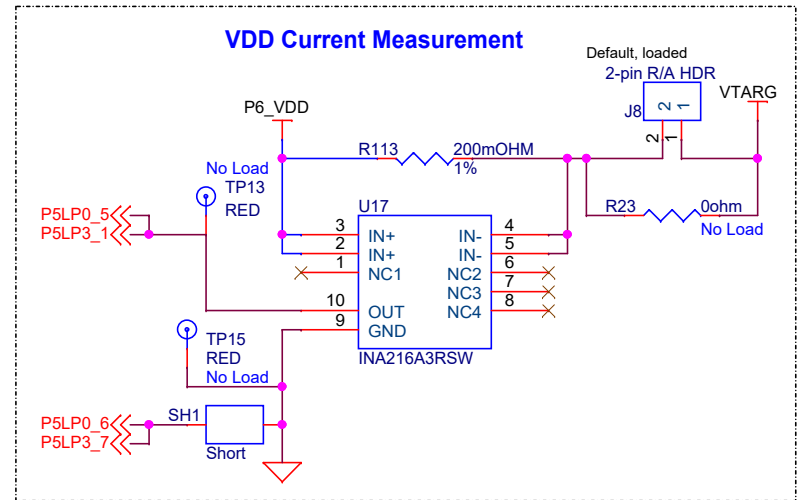 VDD Current Measurement
Default, loaded
2-pin R/A HDR
P6_VDD
VTARG
J8
2
1
2
1
R113
200mOHM
1%
No Load
TP13
RED
U17
R23
0ohm
No Load
P5LP0_5
P5LP3_1
3
IN+
IN-
4
2
IN+
IN-
5
1
NC1
NC2
6
NC3
7
10
OUT
NC4
8
9
GND
INA216A3RSW
TP15
RED
No Load
P5LP0_6
P5LP3_7
SH1
Short